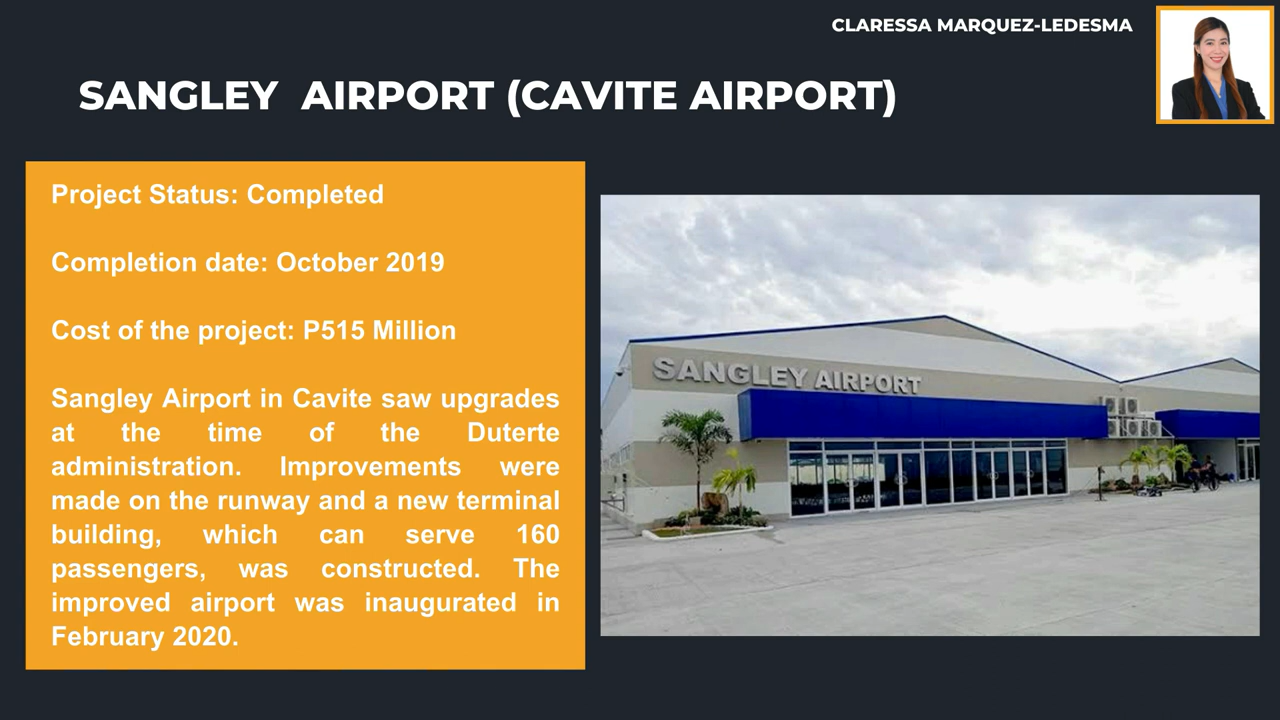 CLARESSA MARQUEZ-LEDESMA
SANGLEY AIRPORT (CAVITE AIRPORT)
Project Status: Completed
Completion date: October 2019
Cost of the project: P515 Million
Sangley Airport in Cavite saw upgrades
at the time of the Duterte
administration. Improvements were
made on the runway and a new terminal
building, which can serve 160
passengers, was constructed. The
improved airport was inaugurated in
February 2020.
SANGLEY AIRPORT